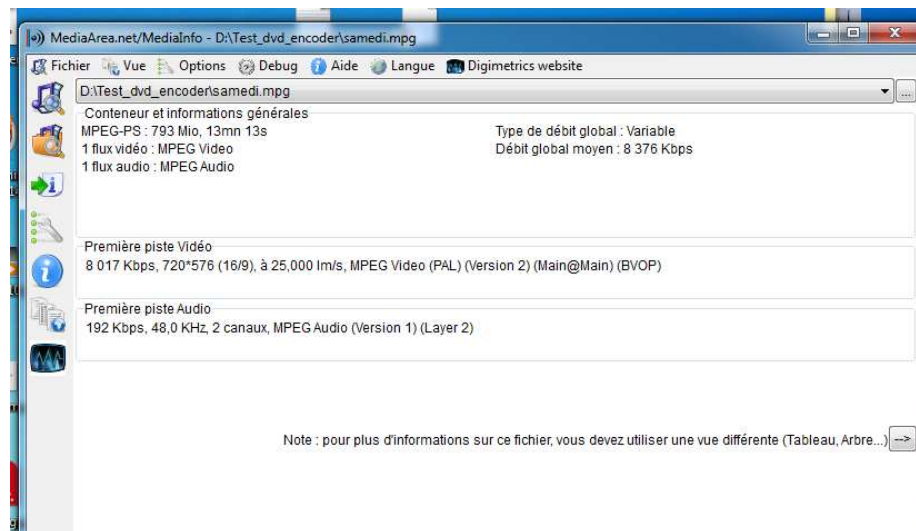 MediaArea.net/MediaInfo - D:\Test_dvd_encoder\samedi.mpg
Fichier Vue Options Debug Aide Langue Digimetrics website
D:\Test_dvd_encoder\samedi.mpg
...
Conteneur et informations générales
MPEG-PS : 793 Mio, 13mn 13s
1 flux vidéo : MPEG Video
1 flux audio : MPEG Audio
Type de débit global : Variable
Débit global moyen : 8 376 Kbps
Première piste Vidéo
8 017 Kbps, 720*576 (16/9), à 25,000 Im/s, MPEG Video (PAL) (Version 2) (Main@Main) (BVOP)
Première piste Audio
192 Kbps, 48,0 KHz, 2 canaux, MPEG Audio (Version 1) (Layer 2)
Note : pour plus d'informations sur ce fichier, vous devez utiliser une vue différente (Tableau, Arbre...) -->